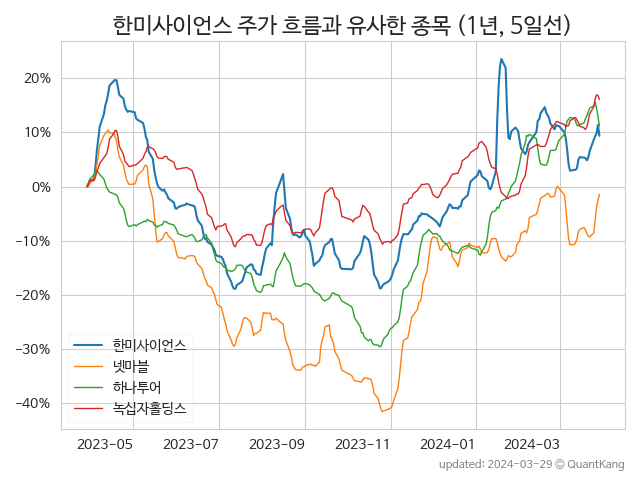 한미사이언스 주가 흐름과 유사한 종목 (1년, 5일선)
20%
10%
0%
−10%
−20%
−30%
−40%
한미사이언스
넷마블
하나투어
녹십자홀딩스
2023-05 2023-07 2023-09 2023-11 2024-01 2024-03
updated: 2024-03-29 © QuantKang